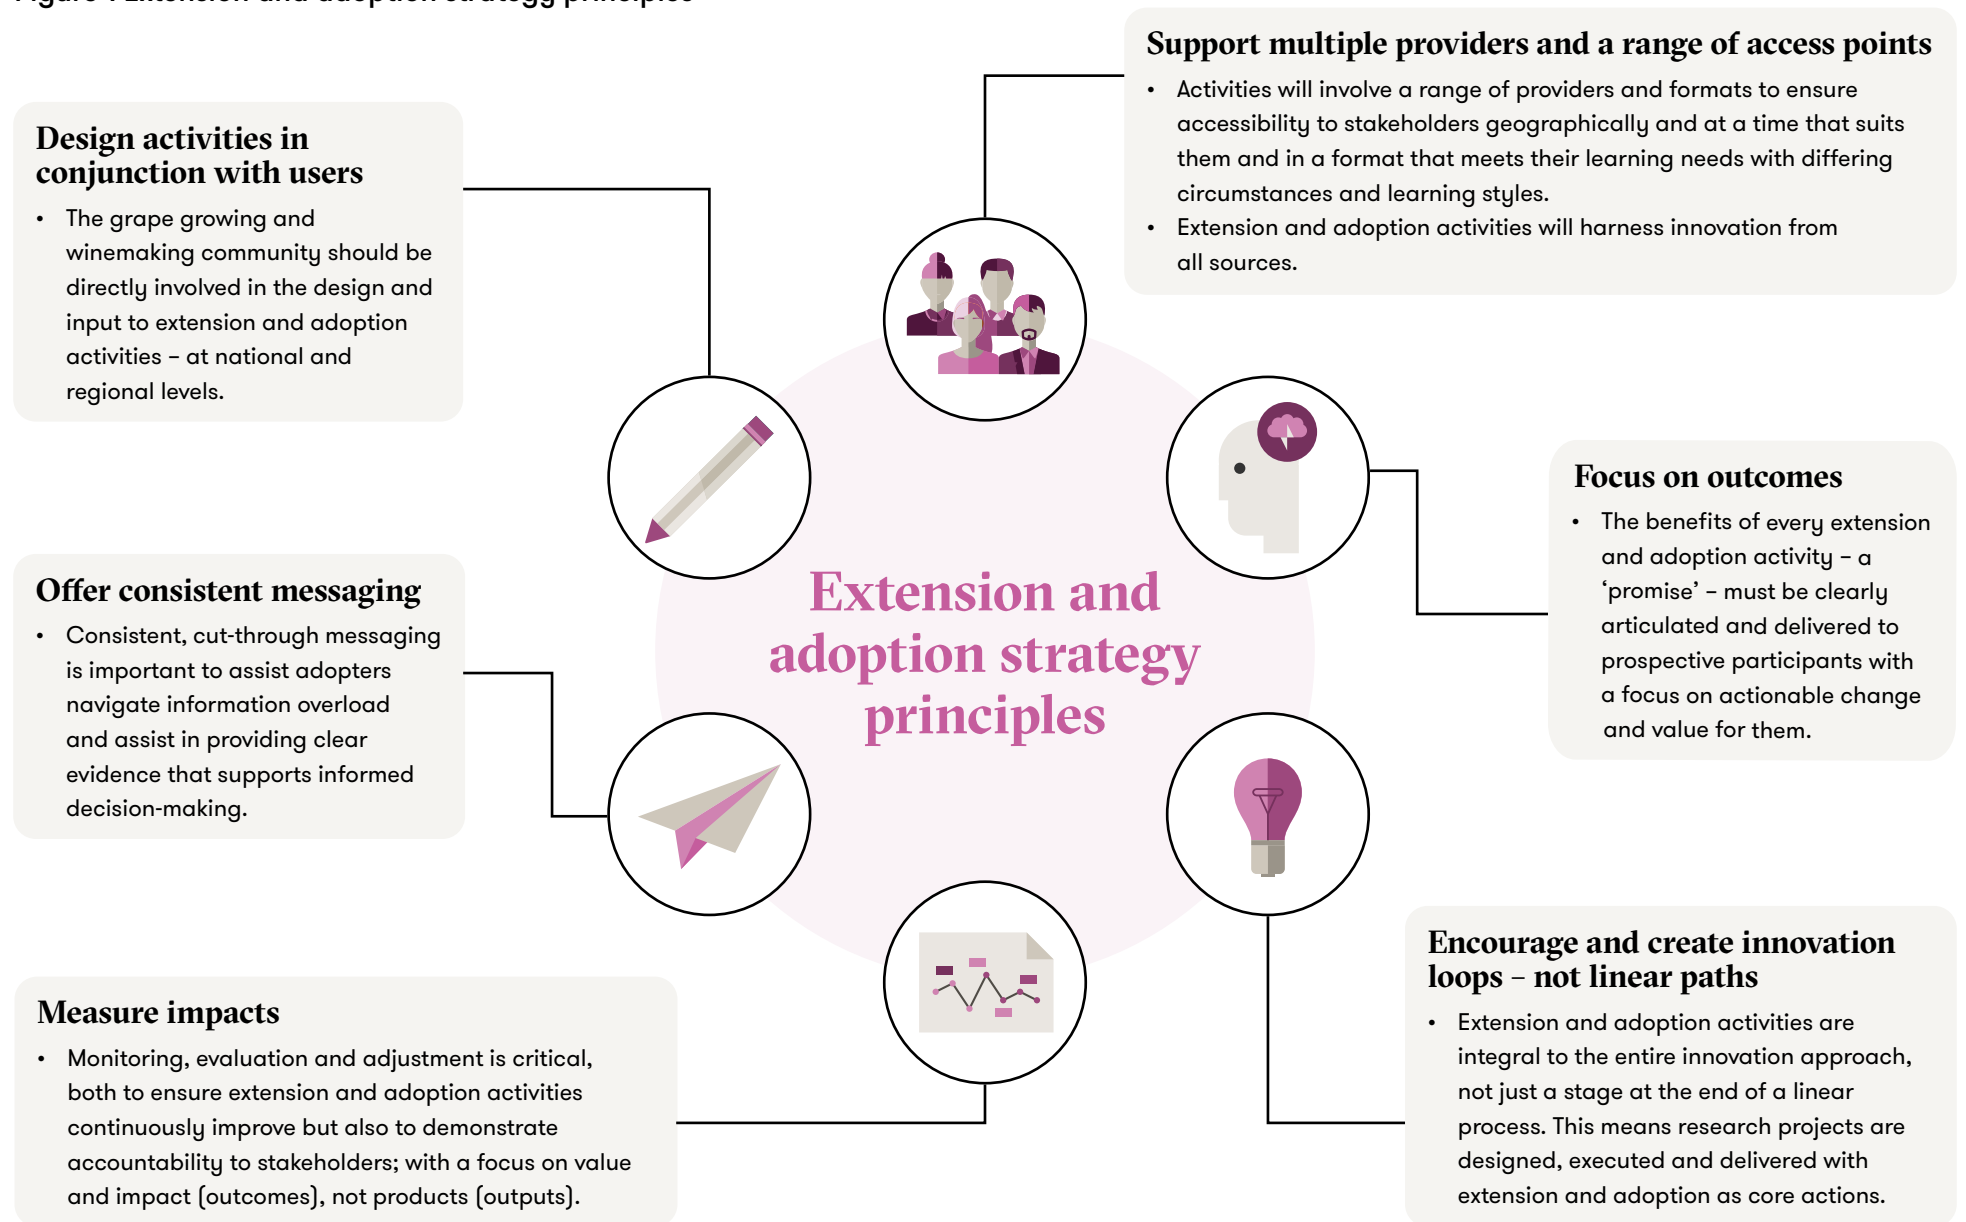 Figure 1 Extension and adoption strategy principles
Support multiple providers and a range of access points
• Activities will involve a range of providers and formats to ensure
accessibility to stakeholders geographically and at a time that suits
them and in a format that meets their learning needs with differing
circumstances and learning styles.
• Extension and adoption activities will harness innovation from
all sources.
Design activities in
conjunction with users
• The grape growing and
winemaking community should be
directly involved in the design and
input to extension and adoption
activities – at national and
regional levels.
Focus on outcomes
• The benefits of every extension
and adoption activity – a
‘promise’ – must be clearly
articulated and delivered to
prospective participants with
a focus on actionable change
and value for them.
Offer consistent messaging
• Consistent, cut-through messaging
is important to assist adopters
navigate information overload
and assist in providing clear
evidence that supports informed
decision-making.
Extension and
adoption strategy
principles
Encourage and create innovation
loops – not linear paths
• Extension and adoption activities are
integral to the entire innovation approach,
not just a stage at the end of a linear
process. This means research projects are
designed, executed and delivered with
extension and adoption as core actions.
Measure impacts
• Monitoring, evaluation and adjustment is critical,
both to ensure extension and adoption activities
continuously improve but also to demonstrate
accountability to stakeholders; with a focus on value
and impact (outcomes), not products (outputs).